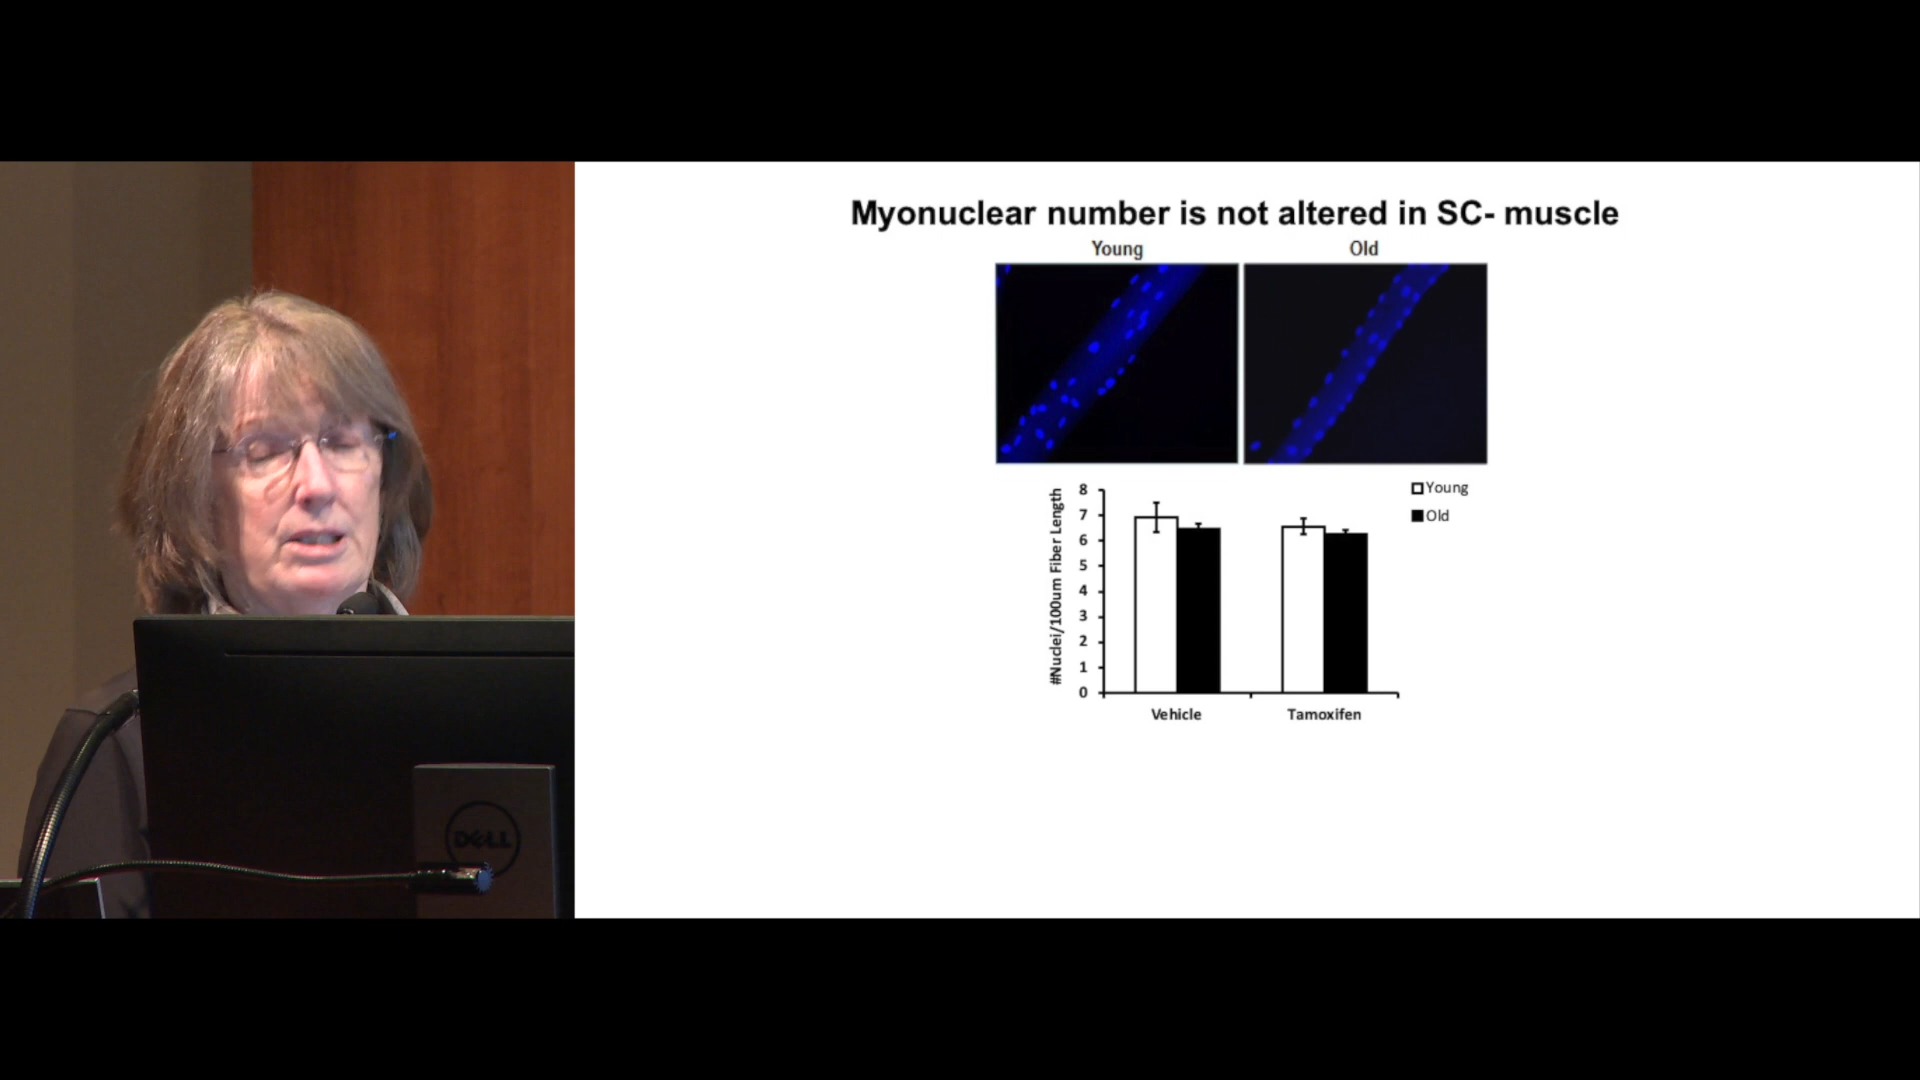 Myonuclear number is not altered in SC- muscle
Young
Old
#Nuclei/100um Fiber Length
8
7
6
5
4
3
2
1
0
Young
Old
Vehicle
Tamoxifen
DELL